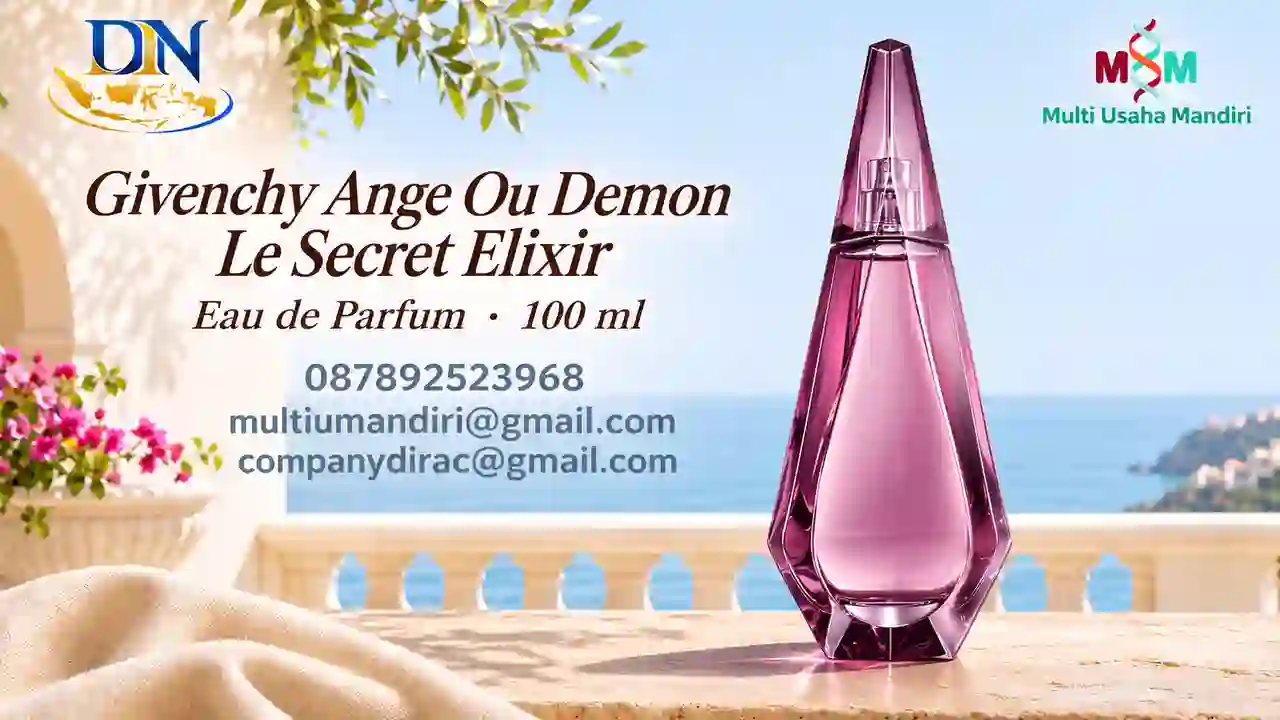 DN
MSM
Multi Usaha Mandiri
Givenchy Ange Ou Demon
Le Secret Elixir
Eau de Parfum • 100 ml
087892523968
multiumandiri@gmail.com
companydirac@gmail.com